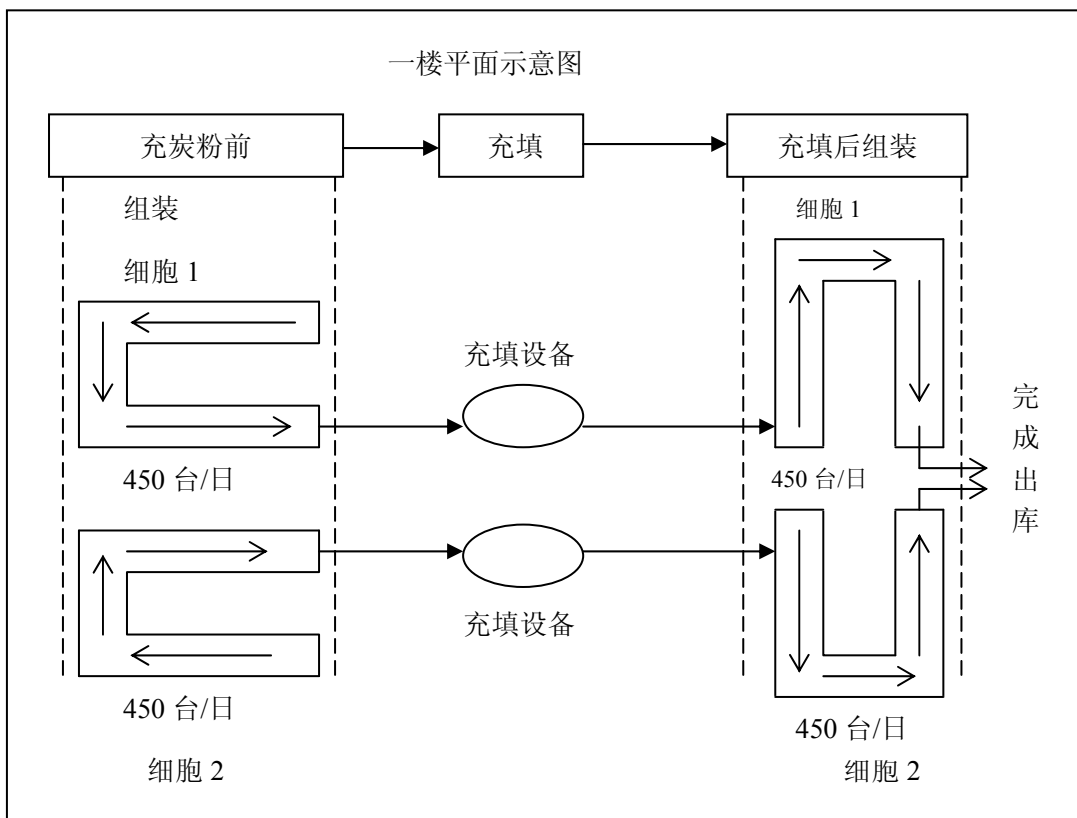 一楼平面示意图
充炭粉前
充填
充填后组装
组装
细胞 1
细胞 1
充填设备
450 台/日
450 台/日
完成出库
充填设备
450 台/日
细胞 2
450 台/日
细胞 2